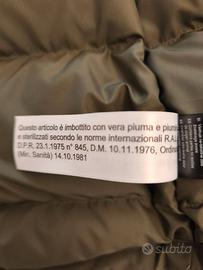 Questo articolo è imbottito con vera piuma e pium
e sterilizzati secondo le norme internazionali R.A.
D.P.R. 23.1.1975 n° 845, D.M. 10.11.1976, Ordina
(Min. Sanità) 14.10.1981
subito